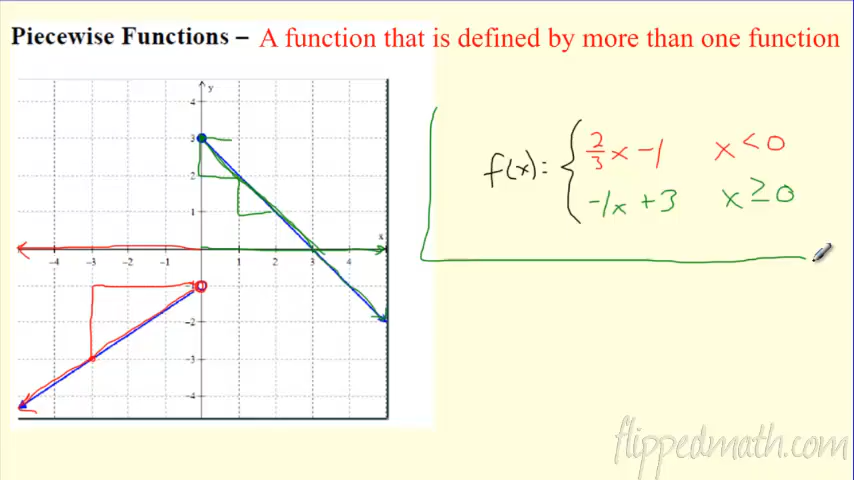 Piecewise Functions – A function that is defined by more than one function
y
4
3
2
1
x
-4 -3 -2 -1 1 2 3 4
-1
-2
-3
-4
f(x) = { 2/3 x - 1 x < 0
-1x + 3 x ≥ 0
flippedmath.com